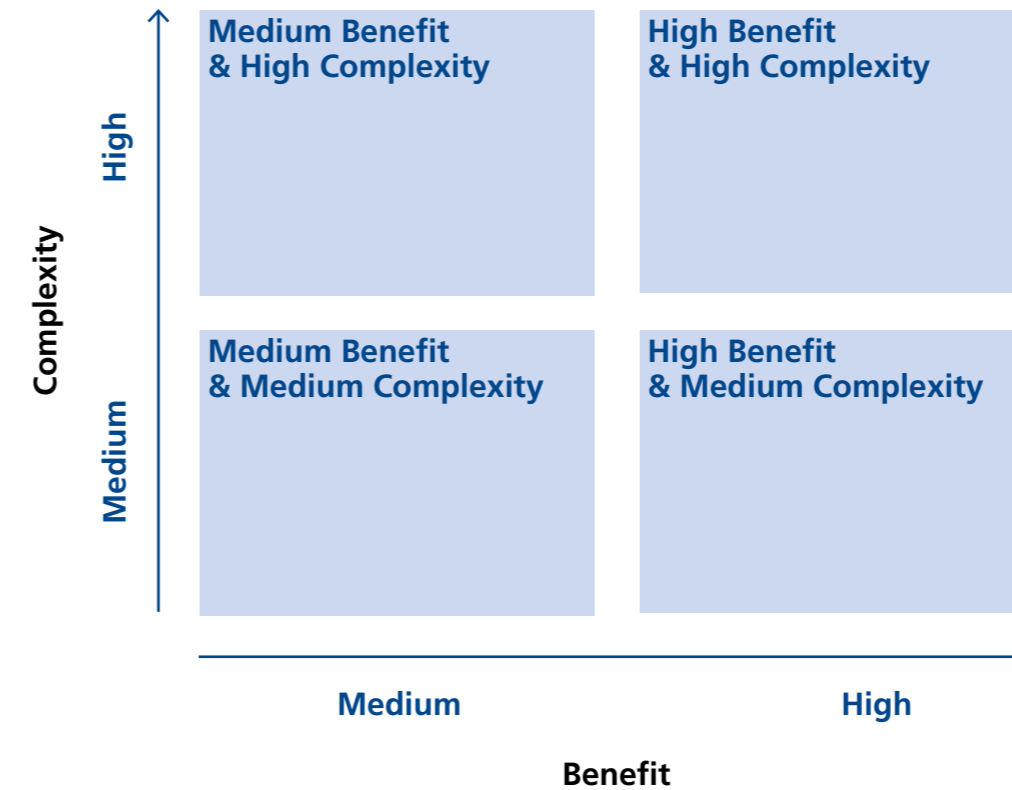 Medium Benefit
& High Complexity
High Benefit
& High Complexity
High
Complexity
Medium Benefit
& Medium Complexity
High Benefit
& Medium Complexity
Medium
Medium
High
Benefit